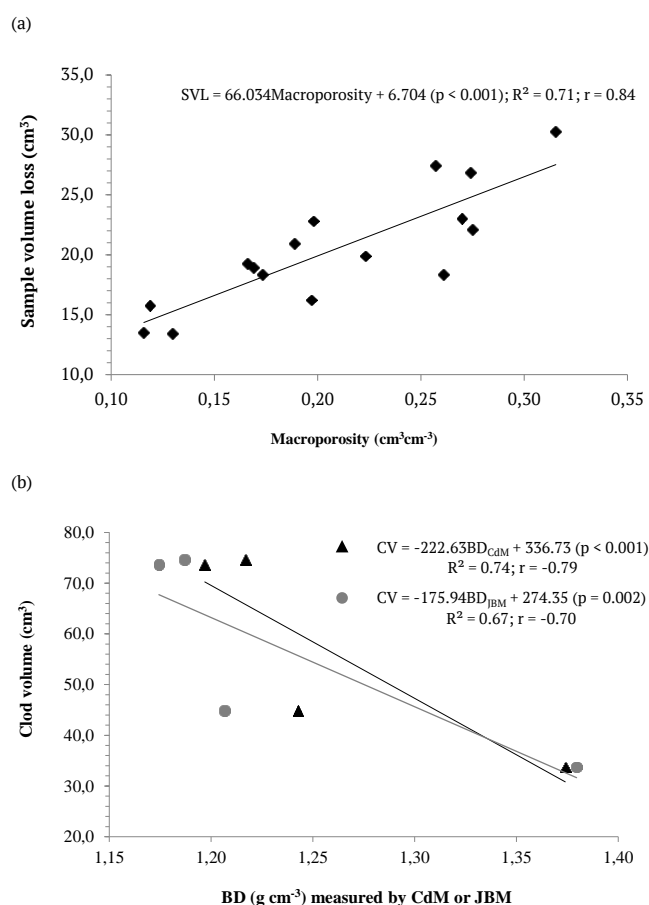 (a)
35,0
SVL = 66.034Macroporosity + 6.704 (p < 0.001); R² = 0.71; r = 0.84
30,0
25,0
20,0
15,0
10,0
Sample volume loss (cm³)
0,10 0,15 0,20 0,25 0,30 0,35
Macroporosity (cm³cm⁻³)
(b)
80,0
CV = -222.63BD_CdM + 336.73 (p < 0.001)
R² = 0.74; r = -0.79
70,0
CV = -175.94BD_JBM + 274.35 (p = 0.002)
R² = 0.67; r = -0.70
60,0
50,0
40,0
30,0
20,0
Clod volume (cm³)
1,15 1,20 1,25 1,30 1,35 1,40
BD (g cm⁻³) measured by CdM or JBM